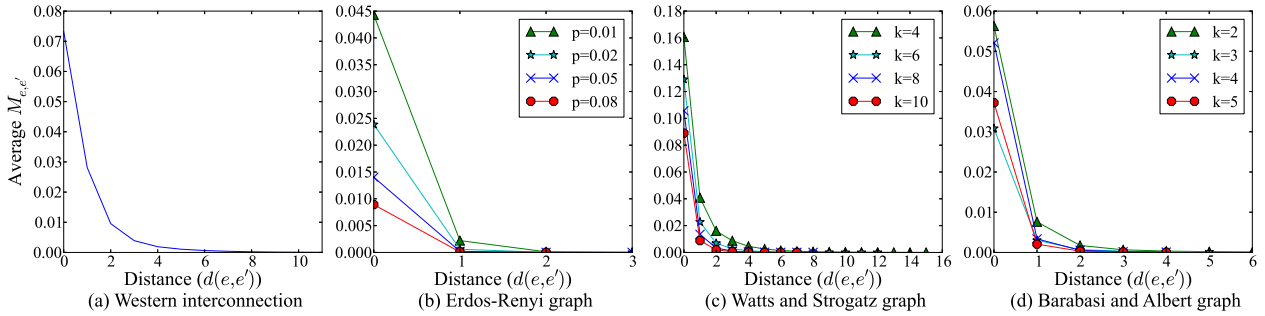 Average M_{e,e'}
0.08
0.07
0.06
0.05
0.04
0.03
0.02
0.01
0.00
0 2 4 6 8 10
Distance (d(e,e'))
(a) Western interconnection
0.045
0.040
0.035
0.030
0.025
0.020
0.015
0.010
0.005
0.000
0 1 2 3
p=0.01
p=0.02
p=0.05
p=0.08
Distance (d(e,e'))
(b) Erdos-Renyi graph
0.18
0.16
0.14
0.12
0.10
0.08
0.06
0.04
0.02
0.00
0 2 4 6 8 10 12 14 16
k=4
k=6
k=8
k=10
Distance (d(e,e'))
(c) Watts and Strogatz graph
0.06
0.05
0.04
0.03
0.02
0.01
0.00
0 1 2 3 4 5 6
k=2
k=3
k=4
k=5
Distance (d(e,e'))
(d) Barabasi and Albert graph